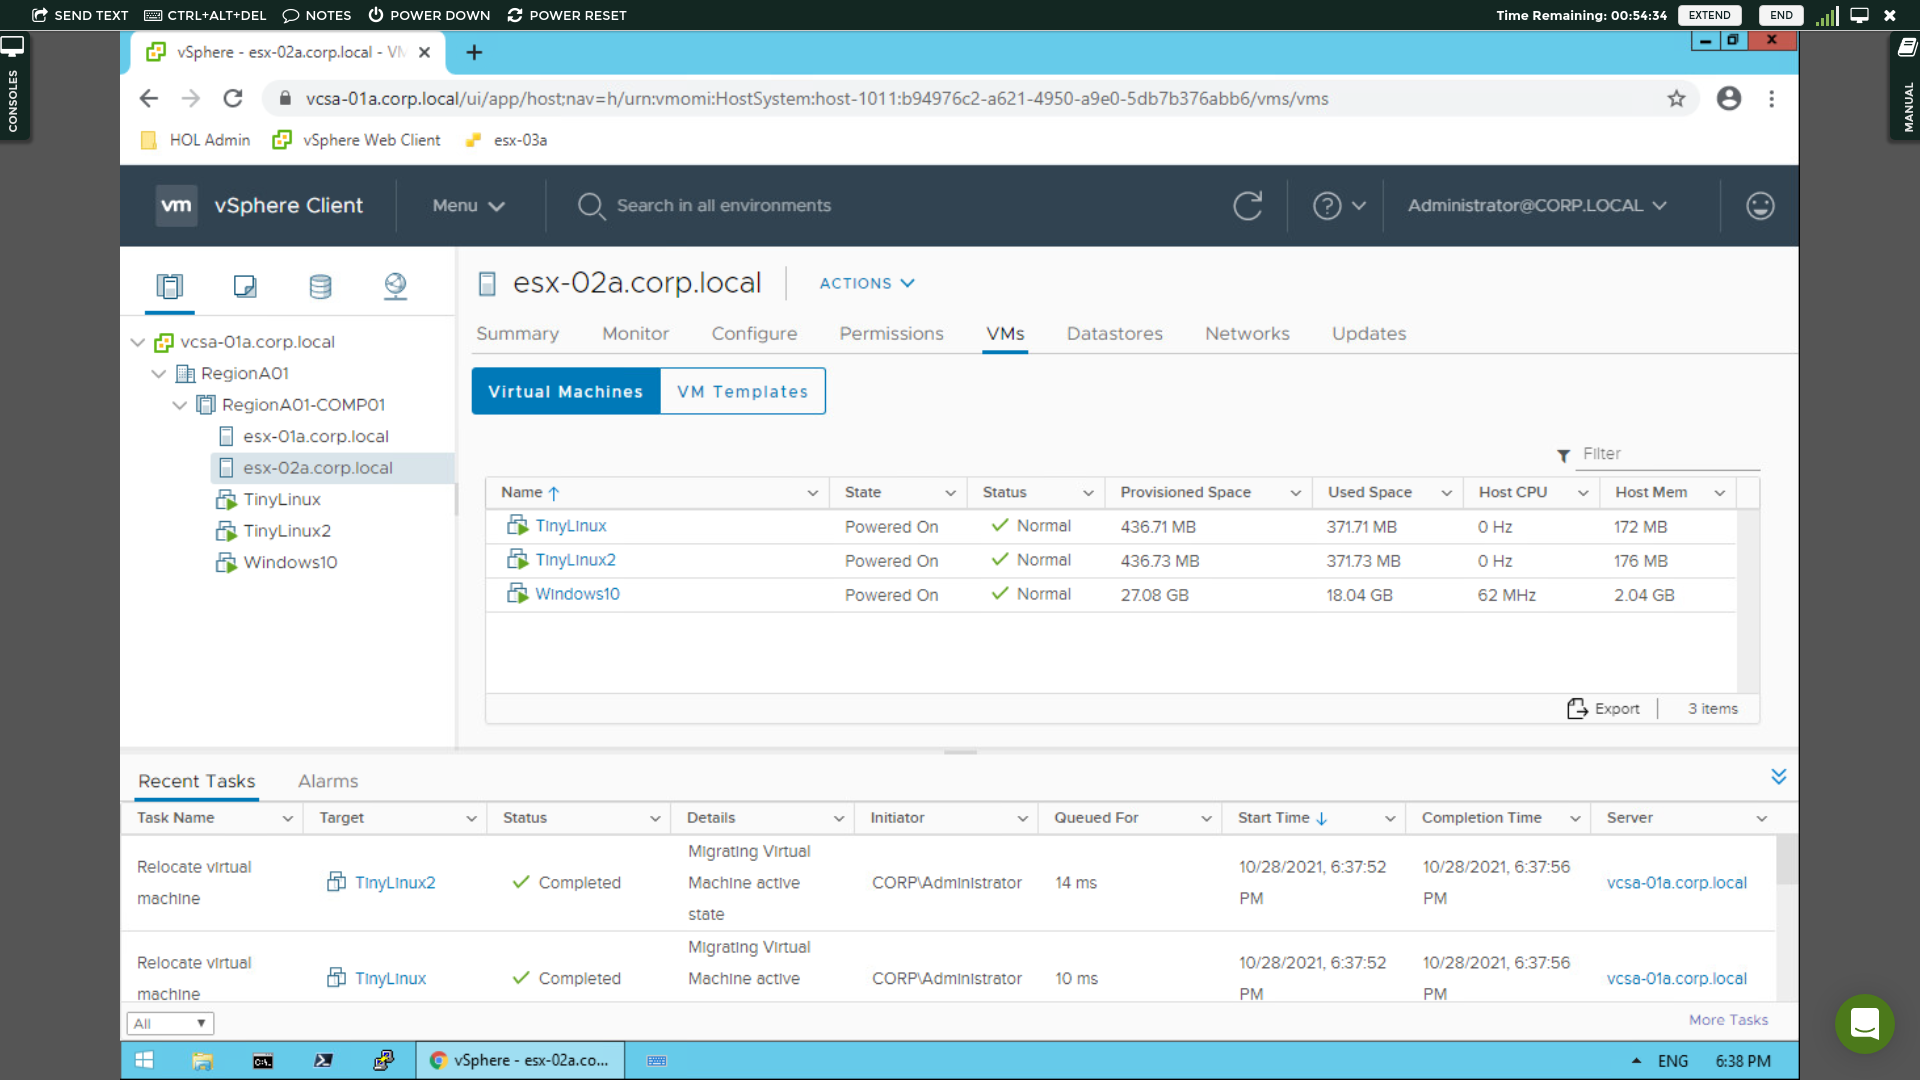 SEND TEXT CTRL+ALT+DEL NOTES POWER DOWN POWER RESET Time Remaining: 00:54:34 EXTEND END
CONSOLES
MANUAL
vSphere - esx-02a.corp.local - VM
vcsa-01a.corp.local/ui/app/host;nav=h/urn:vmomi:HostSystem:host-1011:b94976c2-a621-4950-a9e0-5db7b376abb6/vms/vms
HOL Admin vSphere Web Client esx-03a
vm vSphere Client Menu Search in all environments Administrator@CORP.LOCAL
esx-02a.corp.local ACTIONS
Summary Monitor Configure Permissions VMs Datastores Networks Updates
vcsa-01a.corp.local
RegionA01
RegionA01-COMP01
esx-01a.corp.local
esx-02a.corp.local
TinyLinux
TinyLinux2
Windows10
Virtual Machines VM Templates
Filter
Name State Status Provisioned Space Used Space Host CPU Host Mem
TinyLinux Powered On Normal 436.71 MB 371.71 MB 0 Hz 172 MB
TinyLinux2 Powered On Normal 436.73 MB 371.73 MB 0 Hz 176 MB
Windows10 Powered On Normal 27.08 GB 18.04 GB 62 MHz 2.04 GB
Export 3 items
Recent Tasks Alarms
Task Name Target Status Details Initiator Queued For Start Time Completion Time Server
Relocate virtual machine TinyLinux2 Completed Migrating Virtual Machine active state CORP\Administrator 14 ms 10/28/2021, 6:37:52 PM 10/28/2021, 6:37:56 PM vcsa-01a.corp.local
Relocate virtual machine TinyLinux Completed Migrating Virtual Machine active CORP\Administrator 10 ms 10/28/2021, 6:37:52 PM 10/28/2021, 6:37:56 PM vcsa-01a.corp.local
All More Tasks
C:\. vSphere - esx-02a.co... ENG 6:38 PM